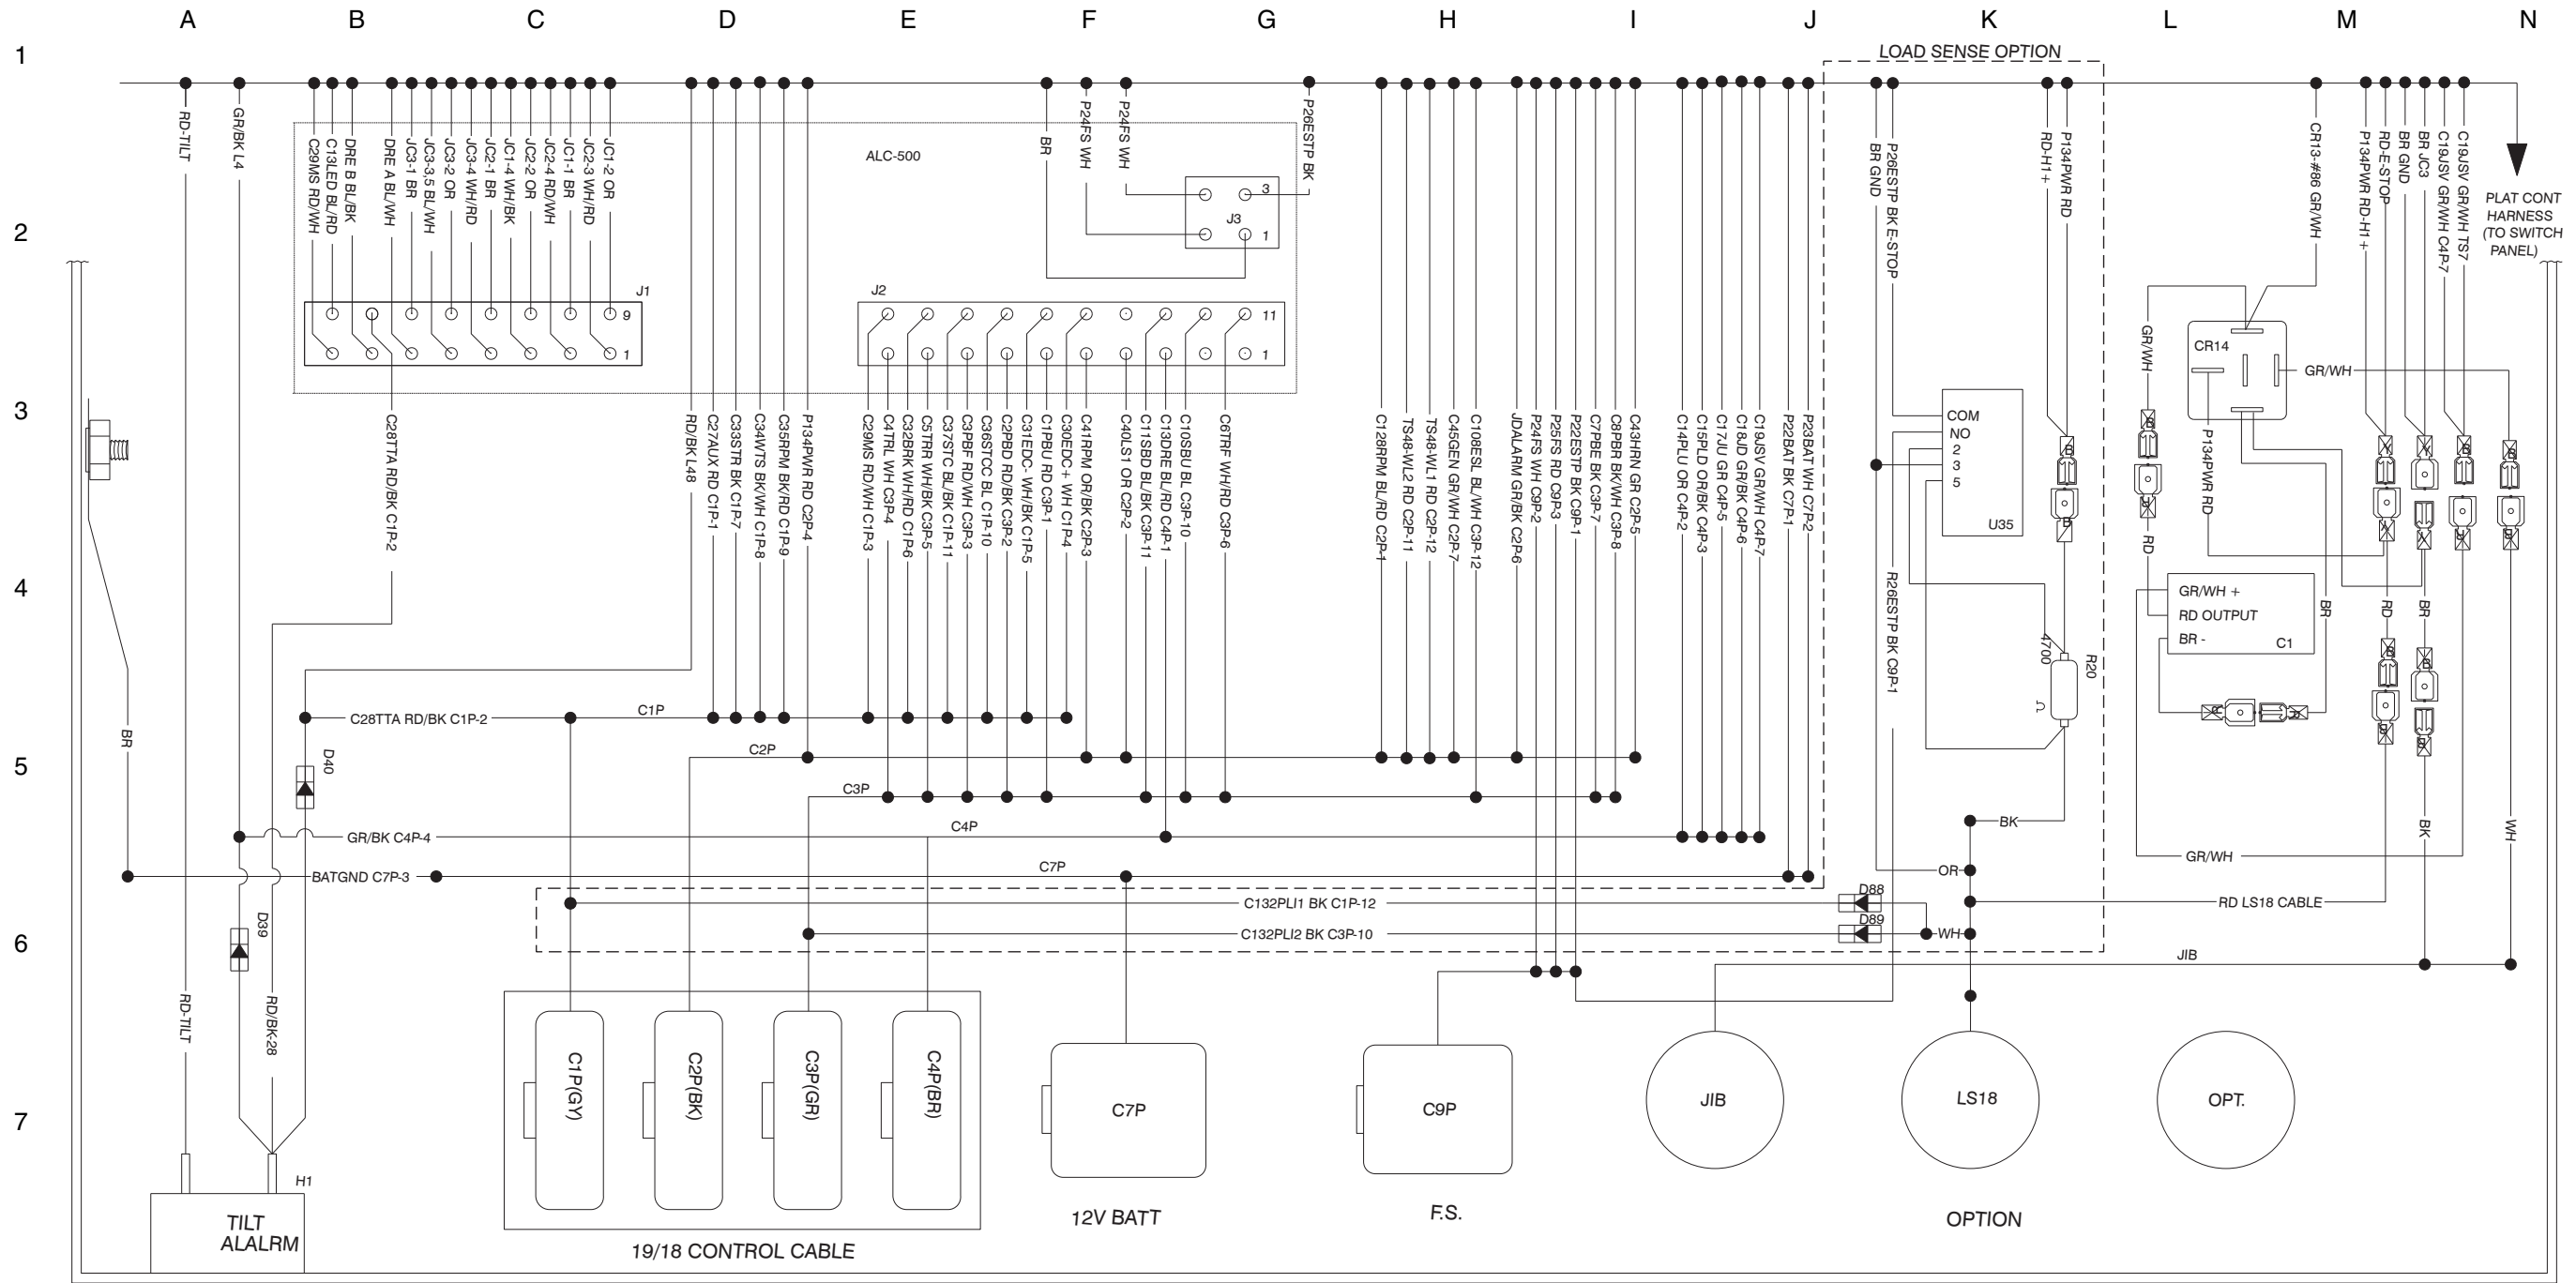 A B C D E F G H I J K L M N
1
2
3
4
5
6
7
LOAD SENSE OPTION
RD-TILT
GR/BK L4
C29MS RD/WH
C13LED BL/RD
DRE B BL/BK
DRE A BL/WH
JC3-1 BR
JC3-3,5 BL/WH
JC3-2 OR
JC3-4 WH/RD
JC2-1 BR
JC1-4 WH/BK
JC2-2 OR
JC2-4 RD/WH
JC1-1 BR
JC2-3 WH/RD
JC1-2 OR
ALC-500
BR
P24FS WH
P24FS WH
P26ESTP BK
3
J3
1
J1
9
1
J2
11
1
BR GND
P26ESTP BK E-STOP
RD-H1+
P134PWR RD
CR13-#86 GR/WH
P134PWR RD-H1+
RD-E-STOP
BR GND
BR JC3
C19JSV GR/WH C4P-7
C19JSV GR/WH TS7
PLAT CONT
HARNESS
(TO SWITCH
PANEL)
C28TTA RD/BK C1P-2
RD/BK L48
C27AUX RD C1P-1
C33STR BK C1P-7
C34WTS BK/WH C1P-8
C35RPM BK/RD C1P-9
P134PWR RD C2P-4
C29MS RD/WH C1P-3
C4TRL WH C3P-4
C32BRK WH/RD C1P-6
C5TRR WH/BK C3P-5
C37STC BL/BK C1P-11
C3PBF RD/WH C3P-3
C36STCC BL C1P-10
C2PBD RD/BK C3P-2
C31EDC- WH/BK C1P-5
C1PBU RD C3P-1
C30EDC+ WH C1P-4
C41RPM OR/BK C2P-3
C40LS1 OR C2P-2
C11SBD BL/BK C3P-11
C13DRE BL/RD C4P-1
C10SBU BL C3P-10
C6TRF WH/RD C3P-6
C128RPM BL/RD C2P-1
TS48-WL2 RD C2P-11
TS48-WL1 RD C2P-12
C45GEN GR/WH C2P-7
C108ESL BL/WH C3P-12
JDALARM GR/BK C2P-6
P24FS WH C9P-2
P25FS RD C9P-3
P22ESTP BK C9P-1
C7PBE BK C3P-7
C8PBR BK/WH C3P-8
C43HRN GR C2P-5
C14PLU OR C4P-2
C15PLD OR/BK C4P-3
C17JU GR C4P-5
C18JD GR/BK C4P-6
C19JSV GR/WH C4P-7
P22BAT BK C7P-1
P23BAT WH C7P-2
COM
NO
2
3
5
U35
R26ESTP BK C9P-1
B
B
4700
R20
CR14
GR/WH
GR/WH
P134PWR RD
RD
GR/WH +
RD OUTPUT
BR -
C1
BR
RD
BR
BK
WH
BR
C28TTA RD/BK C1P-2
C1P
C2P
C3P
GR/BK C4P-4
C4P
BATGND C7P-3
C7P
D40
D39
C132PLI1 BK C1P-12
C132PLI2 BK C3P-10
D88
D89
BK
OR
WH
GR/WH
RD LS18 CABLE
JIB
RD-TILT
RD/BK-28
H1
TILT
ALALRM
C1P(GY)
C2P(BK)
C3P(GR)
C4P(BR)
19/18 CONTROL CABLE
C7P
12V BATT
C9P
F.S.
JIB
LS18
OPTION
OPT.